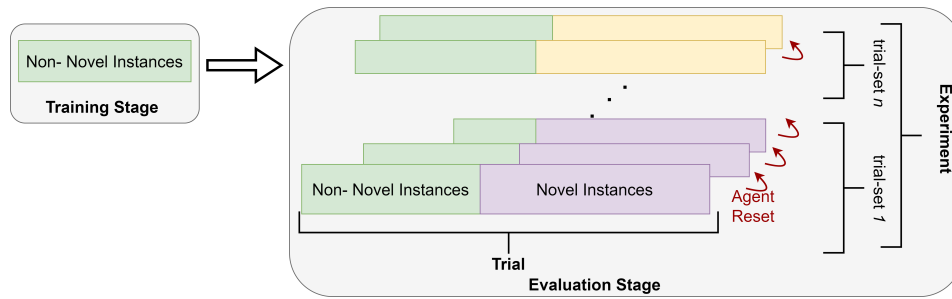 Non- Novel Instances
Training Stage
trial-set n
Experiment
trial-set 1
Non- Novel Instances
Novel Instances
Agent
Reset
Trial
Evaluation Stage